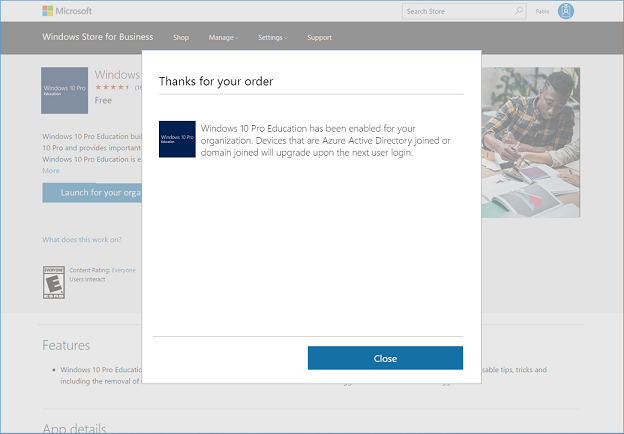 Microsoft
Search Store
Pablo
Windows Store for Business
Shop
Manage
Settings
Support
Windows
Free
Windows 10 Pro
Education
Windows 10 Pro Education buil
10 Pro and provides important
Windows 10 Pro Education is e
More
Launch for your orga
What does this work on?
EVERYONE
E
ESRB
Content Rating: Everyone
Users Interact
Thanks for your order
Windows 10 Pro
Education
Windows 10 Pro Education has been enabled for your
organization. Devices that are Azure Active Directory joined or
domain joined will upgrade upon the next user login.
Close
Features
Windows 10 Pro Educatio
sable tips, tricks and
including the removal of
App details